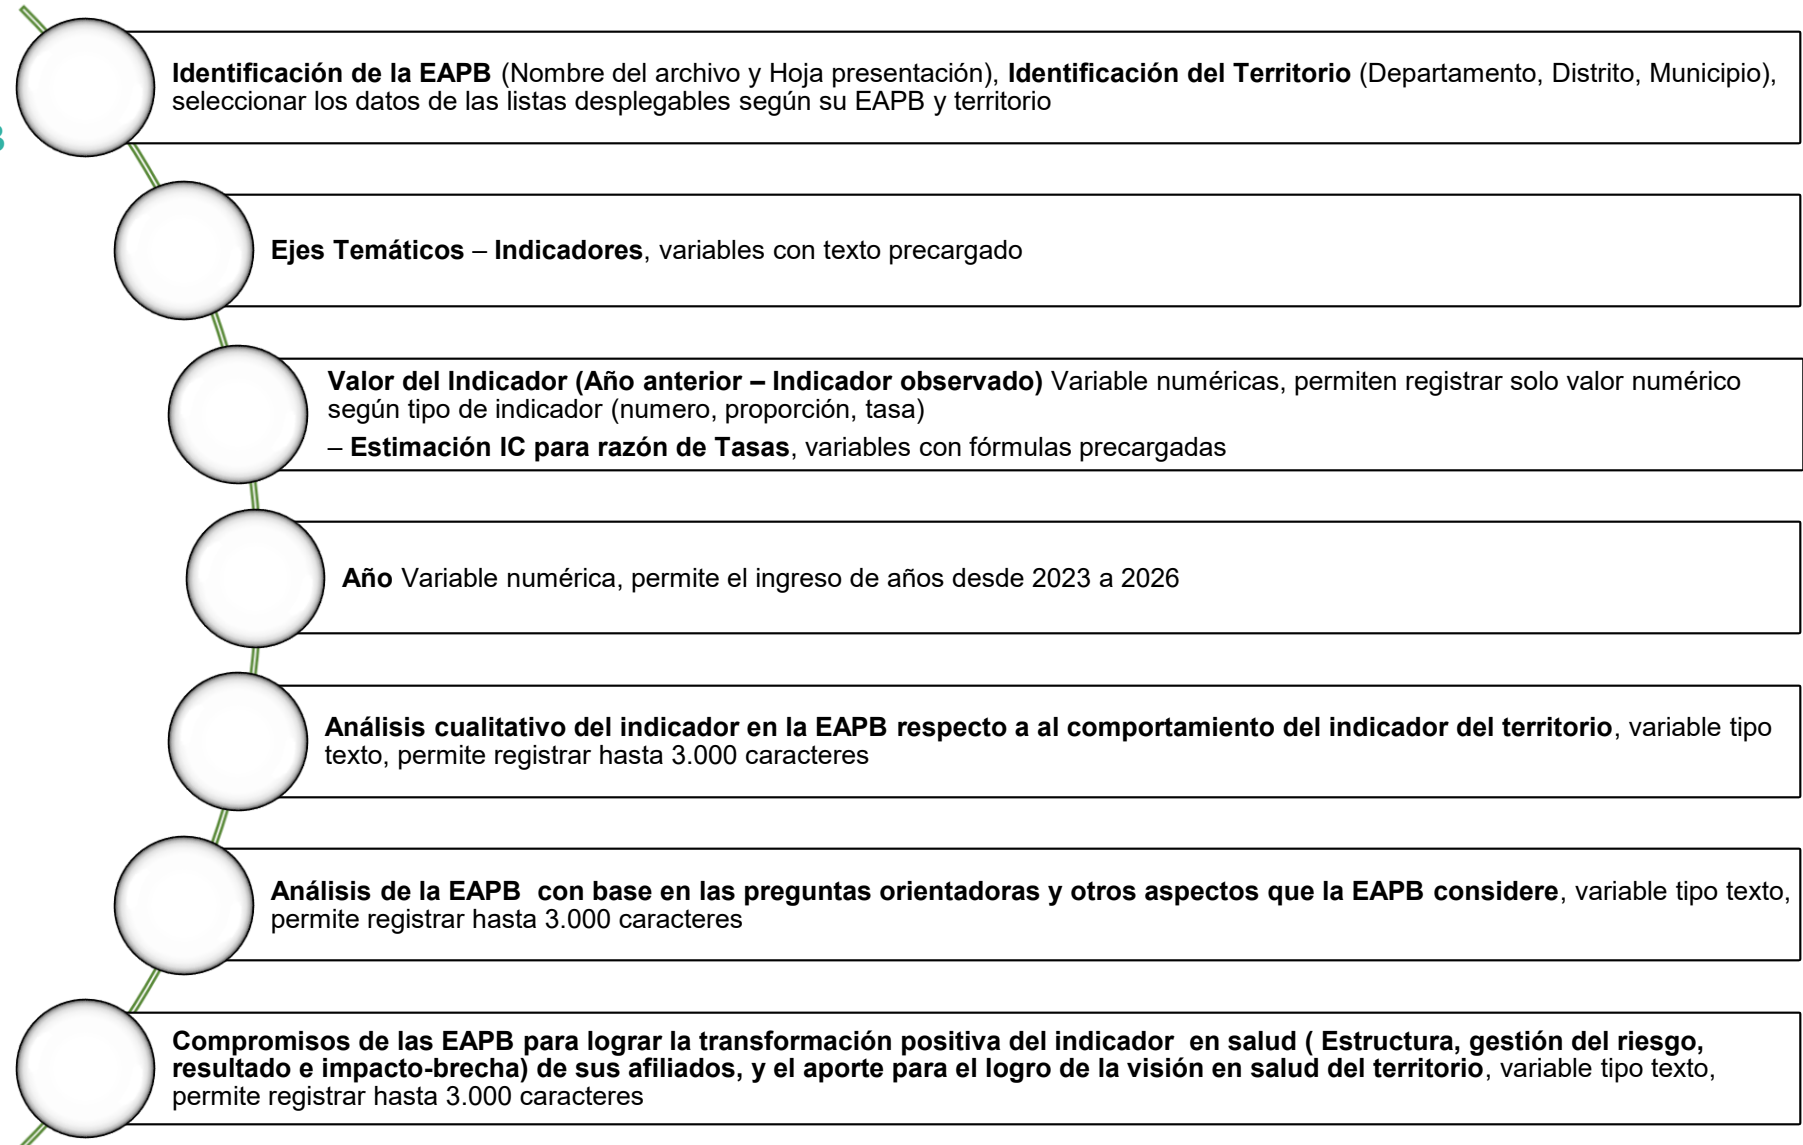 Identificación de la EAPB (Nombre del archivo y Hoja presentación), Identificación del Territorio (Departamento, Distrito, Municipio),
seleccionar los datos de las listas desplegables según su EAPB y territorio
Ejes Temáticos – Indicadores, variables con texto precargado
Valor del Indicador (Año anterior – Indicador observado) Variable numéricas, permiten registrar solo valor numérico
según tipo de indicador (numero, proporción, tasa)
– Estimación IC para razón de Tasas, variables con fórmulas precargadas
Año Variable numérica, permite el ingreso de años desde 2023 a 2026
Análisis cualitativo del indicador en la EAPB respecto a al comportamiento del indicador del territorio, variable tipo
texto, permite registrar hasta 3.000 caracteres
Análisis de la EAPB  con base en las preguntas orientadoras y otros aspectos que la EAPB considere, variable tipo texto,
permite registrar hasta 3.000 caracteres
Compromisos de las EAPB para lograr la transformación positiva del indicador  en salud ( Estructura, gestión del riesgo,
resultado e impacto-brecha) de sus afiliados, y el aporte para el logro de la visión en salud del territorio, variable tipo texto,
permite registrar hasta 3.000 caracteres